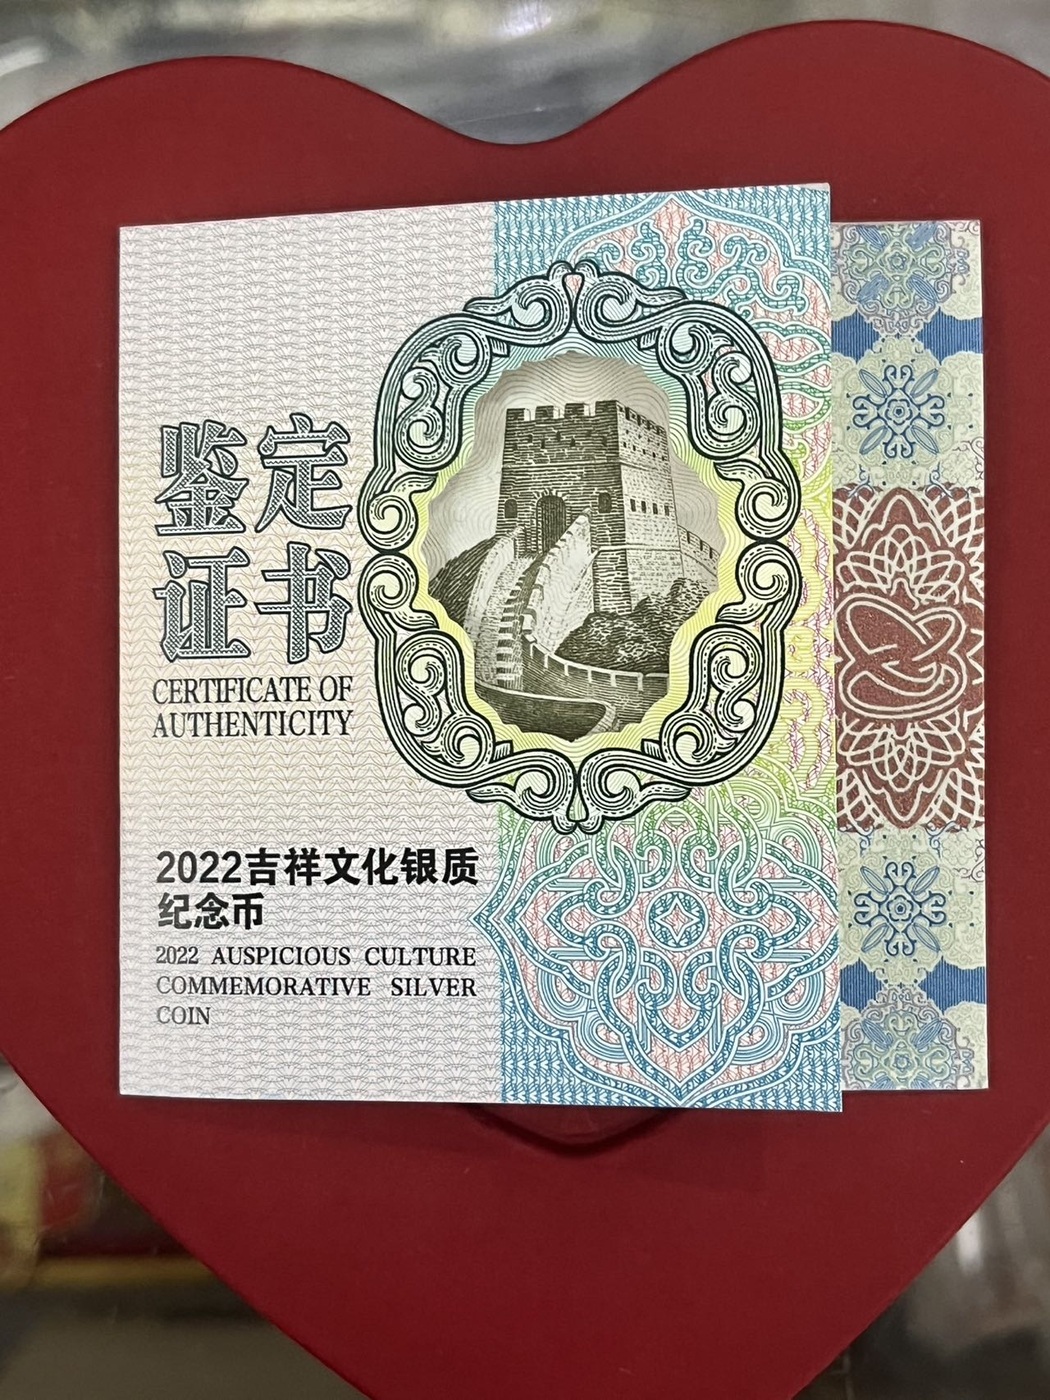 鉴定
证书
CERTIFICATE OF
AUTHENTICITY
2022吉祥文化银质
纪念币
2022 AUSPICIOUS CULTURE
COMMEMORATIVE SILVER
COIN